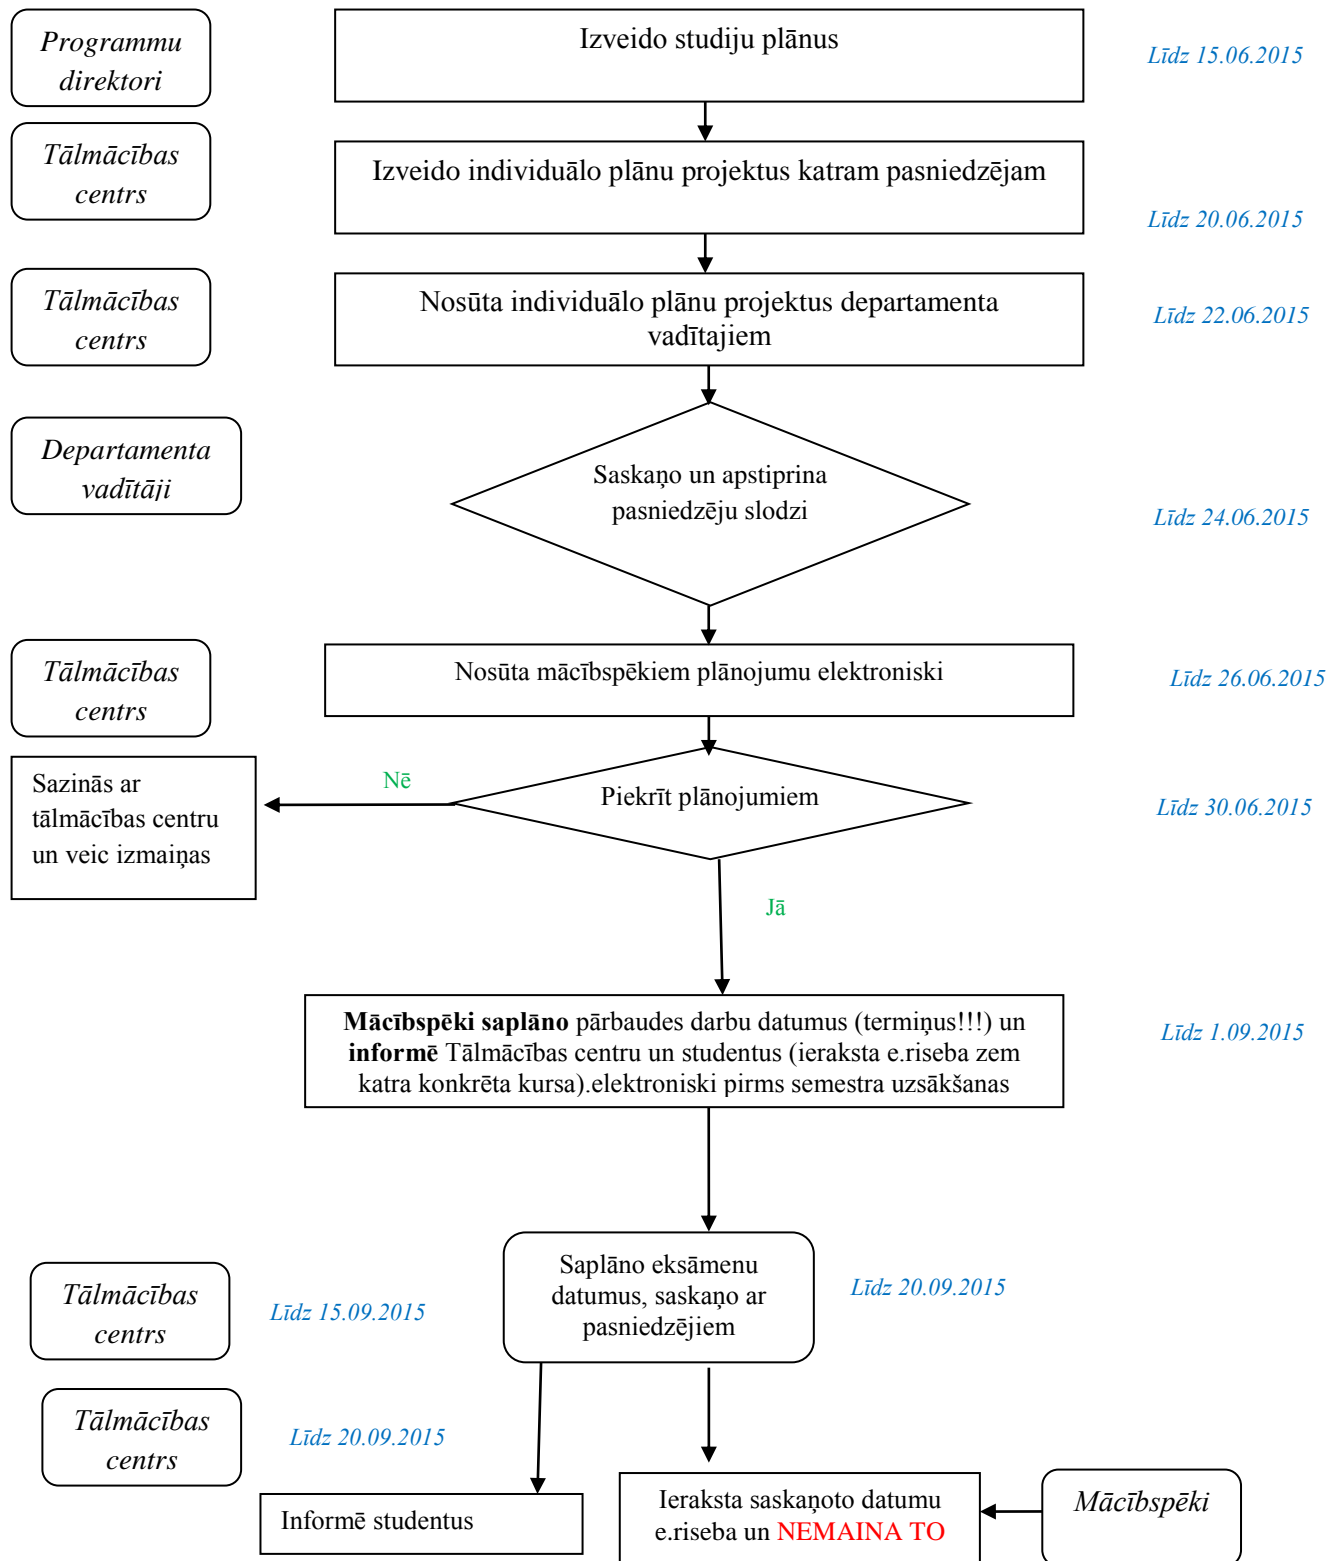 Programmu
direktori
Izveido studiju plānus
Līdz 15.06.2015
Tālmācības
centrs
Izveido individuālo plānu projektus katram pasniedzējam
Līdz 20.06.2015
Tālmācības
centrs
Nosūta individuālo plānu projektus departamenta
vadītajiem
Līdz 22.06.2015
Departamenta
vadītāji
Saskaņo un apstiprina
pasniedzēju slodzi
Līdz 24.06.2015
Tālmācības
centrs
Nosūta mācībspēkiem plānojumu elektroniski
Līdz 26.06.2015
Sazinās ar
tālmācības centru
un veic izmaiņas
Nē
Piekrīt plānojumiem
Līdz 30.06.2015
Jā
Mācībspēki saplāno pārbaudes darbu datumus (termiņus!!!) un
informē Tālmācības centru un studentus (ieraksta e.riseba zem
katra konkrēta kursa).elektroniski pirms semestra uzsākšanas
Līdz 1.09.2015
Tālmācības
centrs
Līdz 15.09.2015
Saplāno eksāmenu
datumus, saskaņo ar
pasniedzējiem
Līdz 20.09.2015
Tālmācības
centrs
Līdz 20.09.2015
Informē studentus
Ieraksta saskaņoto datumu
e.riseba un NEMAINA TO
Mācībspēki